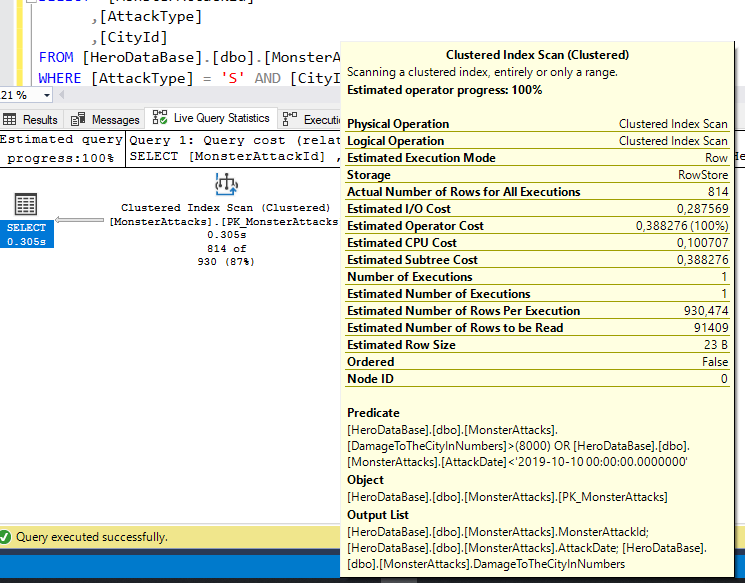 ,[AttackType]
,[CityId]
FROM [HeroDataBase].[dbo].[MonsterA
WHERE [AttackType] = 'S' AND [CityI
21 %
Results
Messages
Live Query Statistics
Executi
Estimated query
progress:100%
Query 1: Query cost (relat
SELECT [MonsterAttackId] ,
SELECT
0.305s
Clustered Index Scan (Clustered)
[MonsterAttacks].[PK_MonsterAttacks
0.305s
814 of
930 (87%)
Clustered Index Scan (Clustered)
Scanning a clustered index, entirely or only a range.
Estimated operator progress: 100%
Physical Operation Clustered Index Scan
Logical Operation Clustered Index Scan
Estimated Execution Mode Row
Storage RowStore
Actual Number of Rows for All Executions 814
Estimated I/O Cost 0,287569
Estimated Operator Cost 0,388276 (100%)
Estimated CPU Cost 0,100707
Estimated Subtree Cost 0,388276
Number of Executions 1
Estimated Number of Executions 1
Estimated Number of Rows Per Execution 930,474
Estimated Number of Rows to be Read 91409
Estimated Row Size 23 B
Ordered False
Node ID 0
Predicate
[HeroDataBase].[dbo].[MonsterAttacks].
[DamageToTheCityInNumbers]>(8000) OR [HeroDataBase].[dbo].
[MonsterAttacks].[AttackDate]<'2019-10-10 00:00:00.0000000'
Object
[HeroDataBase].[dbo].[MonsterAttacks].[PK_MonsterAttacks]
Output List
[HeroDataBase].[dbo].[MonsterAttacks].MonsterAttackId;
[HeroDataBase].[dbo].[MonsterAttacks].AttackDate; [HeroDataBase].
[dbo].[MonsterAttacks].DamageToTheCityInNumbers
Query executed successfully.